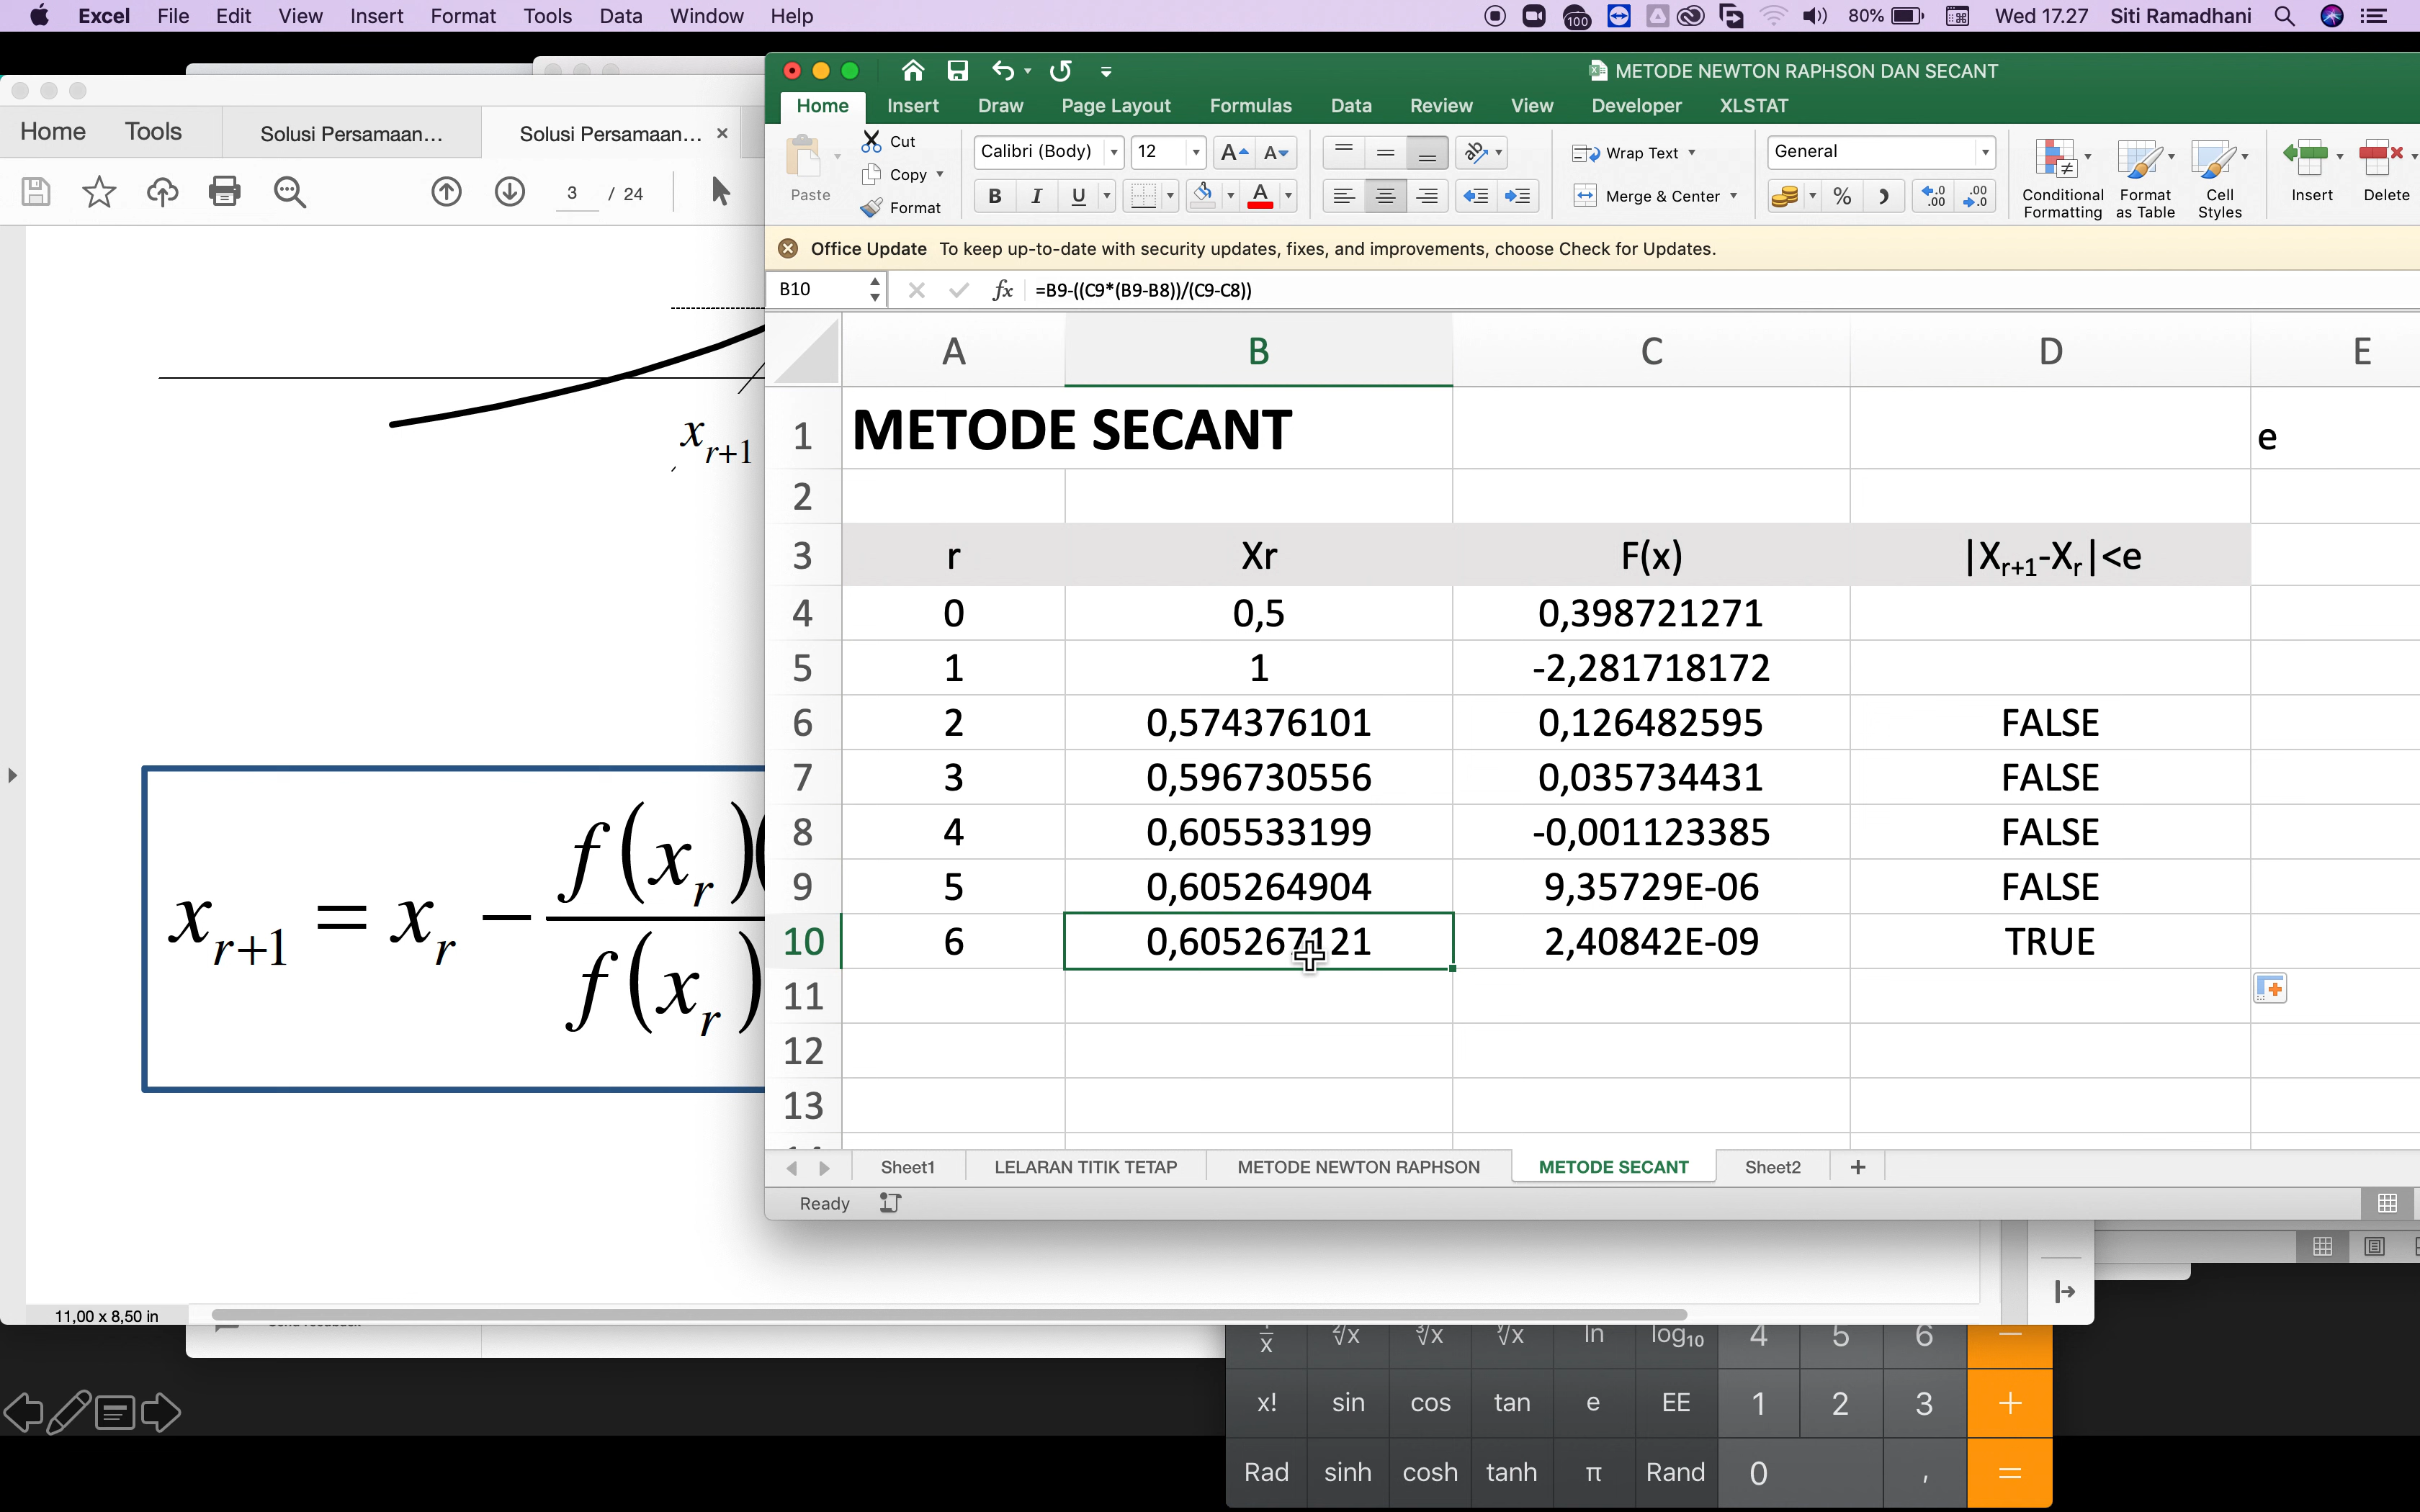 Excel File Edit View Insert Format Tools Data Window Help 100 80% Wed 17.27 Siti Ramadhani
METODE NEWTON RAPHSON DAN SECANT
Home Insert Draw Page Layout Formulas Data Review View Developer XLSTAT
Home Tools Solusi Persamaan... Solusi Persamaan... ×
Paste Cut Copy Format
Calibri (Body) 12 A A
B I U A
Wrap Text
Merge & Center
General
%
Conditional Formatting
Format as Table
Cell Styles
Insert
Delete
3 / 24
Office Update To keep up-to-date with security updates, fixes, and improvements, choose Check for Updates.
B10 fx =B9-((C9*(B9-B8))/(C9-C8))
A B C D E
1 METODE SECANT e
2
3 r Xr F(x) |Xr+1-Xr|<e
4 0 0,5 0,398721271
5 1 1 -2,281718172
6 2 0,574376101 0,126482595 FALSE
7 3 0,596730556 0,035734431 FALSE
8 4 0,605533199 -0,001123385 FALSE
9 5 0,605264904 9,35729E-06 FALSE
10 6 0,605267121 2,40842E-09 TRUE
11
12
13
x r+1
x r+1 = x r − f(x r)( f(x r)
Sheet1 LELARAN TITIK TETAP METODE NEWTON RAPHSON METODE SECANT Sheet2 +
Ready
11,00 x 8,50 in
1/x ²√x ³√x ʸ√x ln log10 4 5 6 −
x! sin cos tan e EE 1 2 3 +
Rad sinh cosh tanh π Rand 0 , =